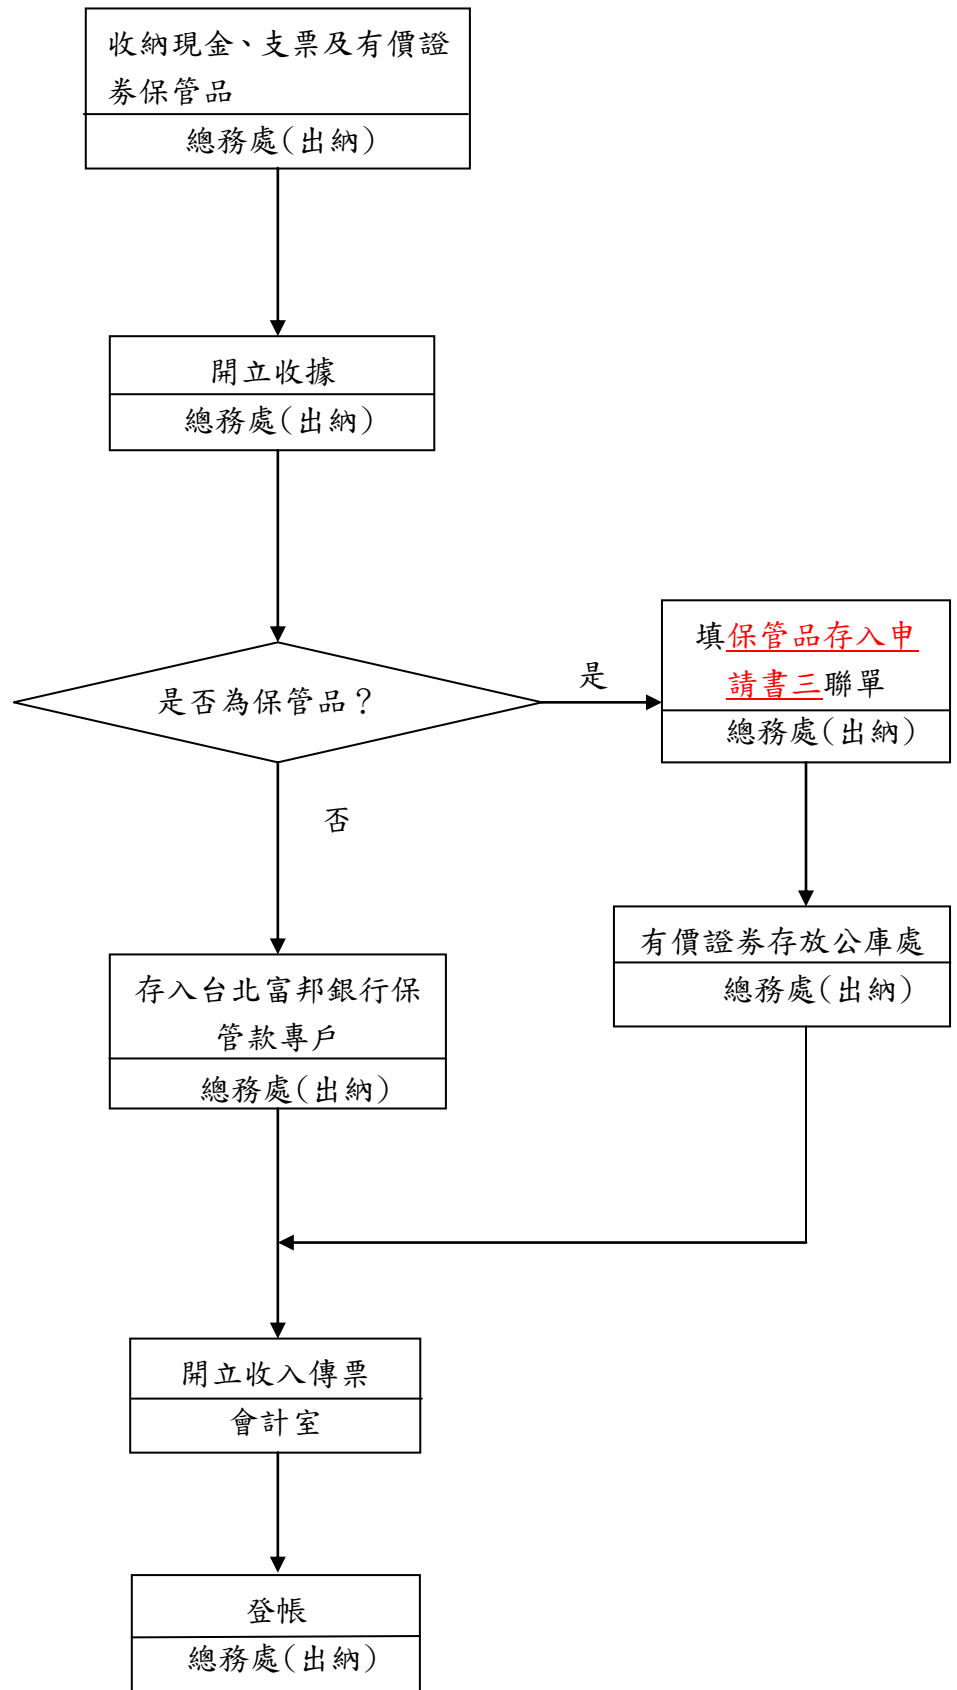 收納現金、支票及有價證
券保管品
總務處(出納)
開立收據
總務處(出納)
是否為保管品？
是
填保管品存入申
請書三聯單
總務處(出納)
否
有價證券存放公庫處
總務處(出納)
存入台北富邦銀行保
管款專戶
總務處(出納)
開立收入傳票
會計室
登帳
總務處(出納)